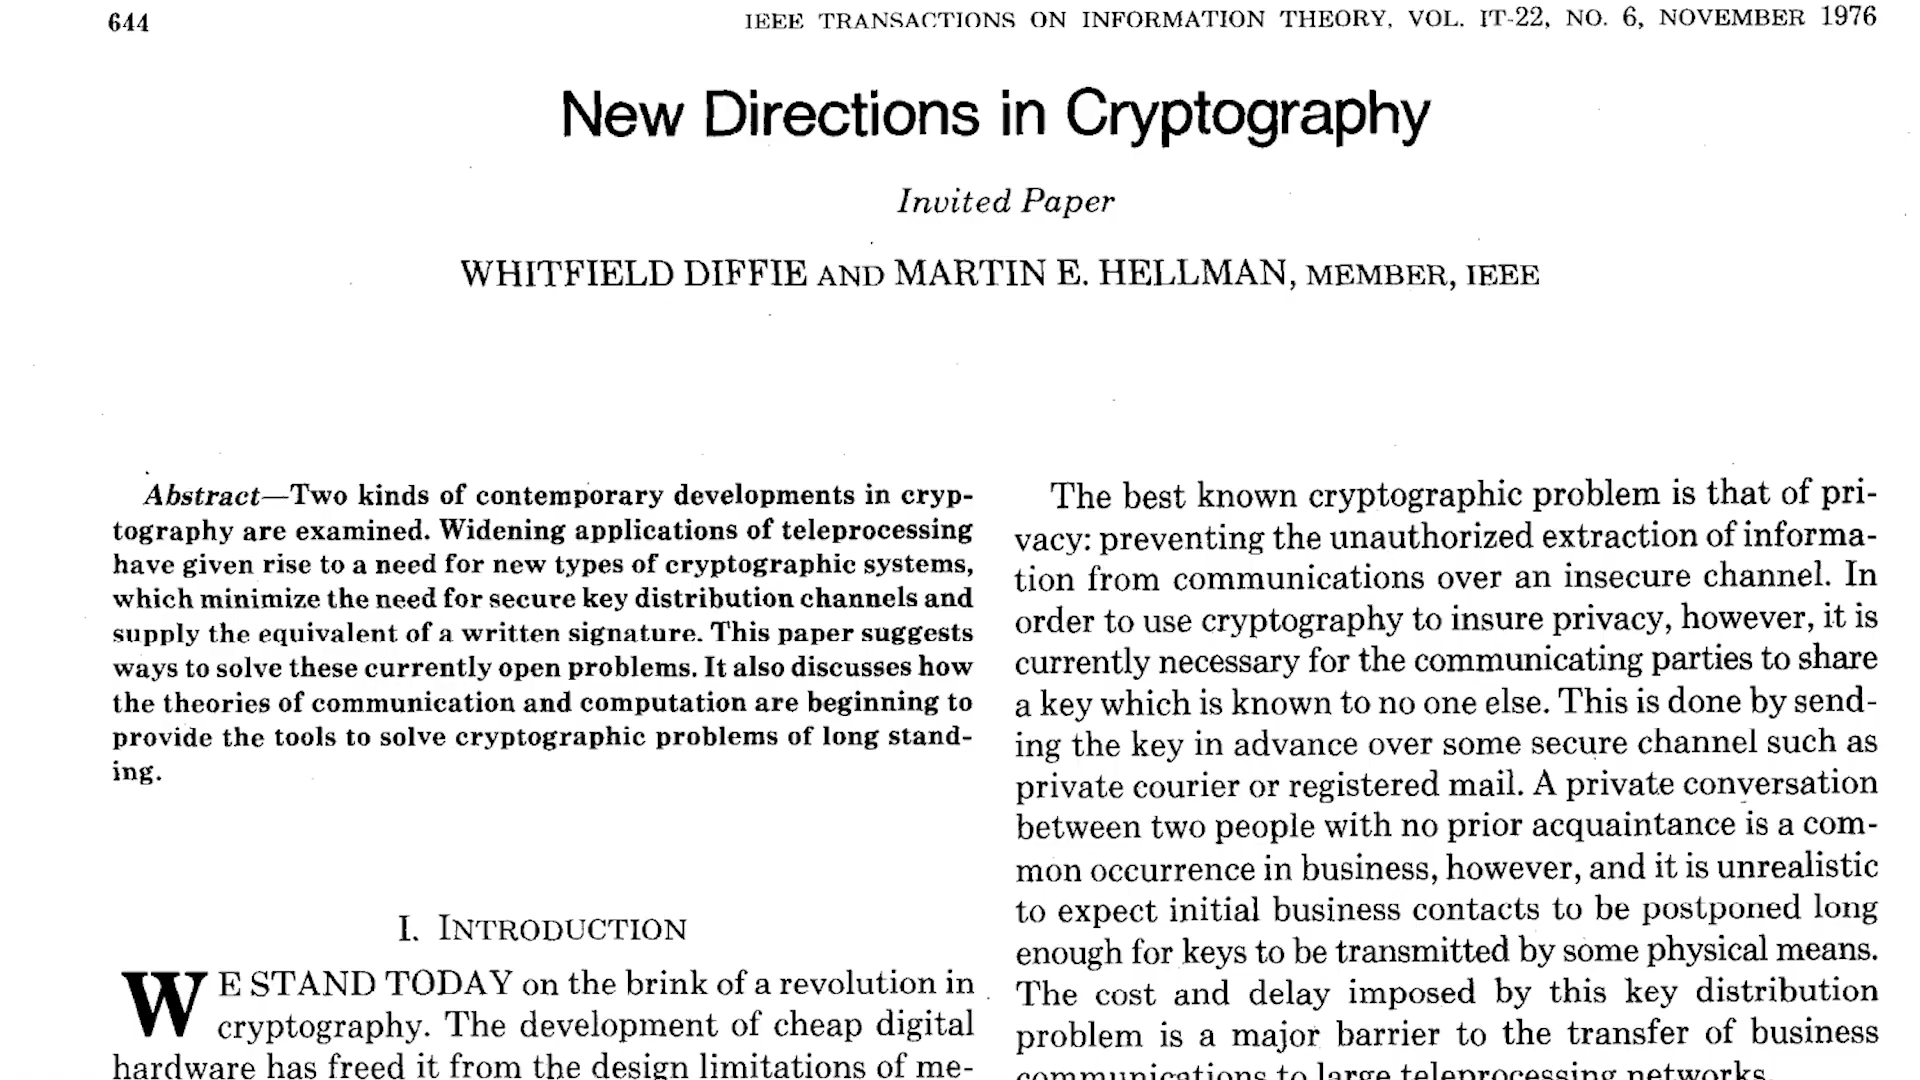 644
IEEE TRANSACTIONS ON INFORMATION THEORY, VOL. IT-22, NO. 6, NOVEMBER 1976
New Directions in Cryptography
Invited Paper
WHITFIELD DIFFIE AND MARTIN E. HELLMAN, MEMBER, IEEE
Abstract—Two kinds of contemporary developments in cryp-
tography are examined. Widening applications of teleprocessing
have given rise to a need for new types of cryptographic systems,
which minimize the need for secure key distribution channels and
supply the equivalent of a written signature. This paper suggests
ways to solve these currently open problems. It also discusses how
the theories of communication and computation are beginning to
provide the tools to solve cryptographic problems of long stand-
ing.
I. INTRODUCTION
WE STAND TODAY on the brink of a revolution in
cryptography. The development of cheap digital
hardware has freed it from the design limitations of me-
The best known cryptographic problem is that of pri-
vacy: preventing the unauthorized extraction of informa-
tion from communications over an insecure channel. In
order to use cryptography to insure privacy, however, it is
currently necessary for the communicating parties to share
a key which is known to no one else. This is done by send-
ing the key in advance over some secure channel such as
private courier or registered mail. A private conversation
between two people with no prior acquaintance is a com-
mon occurrence in business, however, and it is unrealistic
to expect initial business contacts to be postponed long
enough for keys to be transmitted by some physical means.
The cost and delay imposed by this key distribution
problem is a major barrier to the transfer of business
communications to large teleprocessing networks.